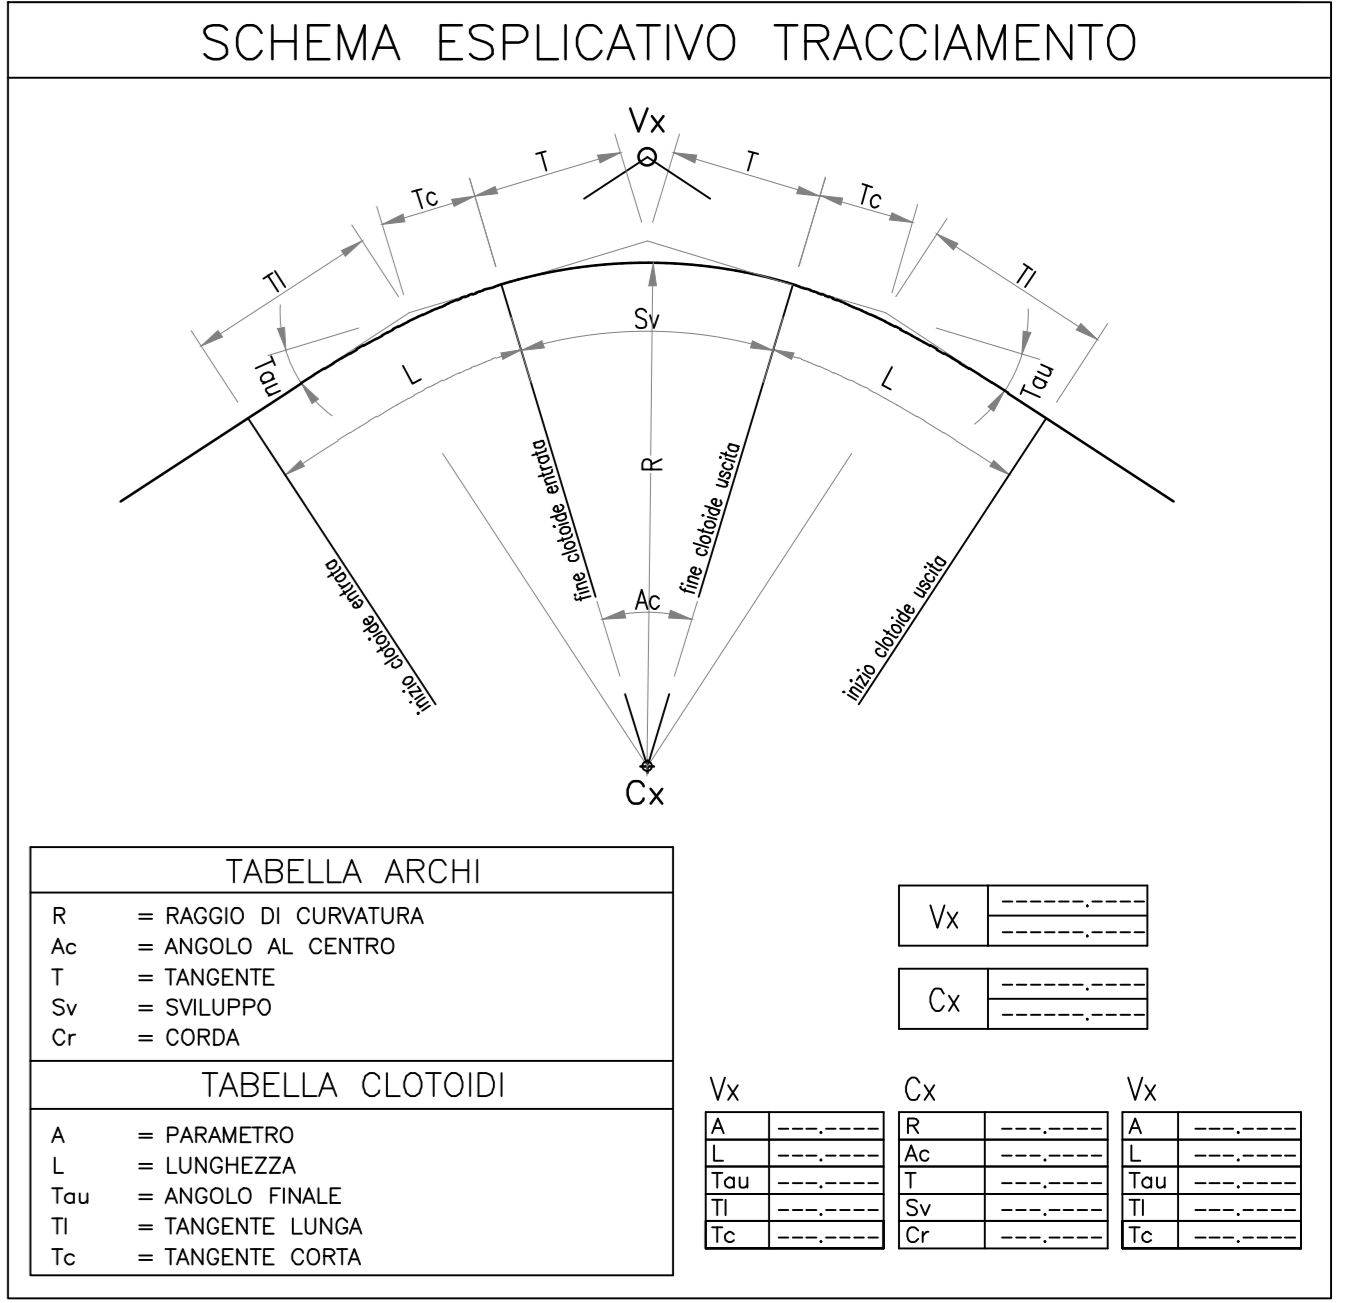 SCHEMA ESPLICATIVO TRACCIAMENTO
Vx
T
T
Tc
Tc
Tl
Tl
Sv
Tau
Tau
L
L
R
fine clotoide entrata
fine clotoide uscita
inizio clotoide entrata
inizio clotoide uscita
Ac
Cx
TABELLA ARCHI
R = RAGGIO DI CURVATURA
Ac = ANGOLO AL CENTRO
T = TANGENTE
Sv = SVILUPPO
Cr = CORDA
TABELLA CLOTOIDI
A = PARAMETRO
L = LUNGHEZZA
Tau = ANGOLO FINALE
Tl = TANGENTE LUNGA
Tc = TANGENTE CORTA
Vx ------.----
------.----
Cx ------.----
------.----
Vx Cx Vx
A ---.---- R ---.---- A ---.----
L ---.---- Ac ---.---- L ---.----
Tau ---.---- T ---.---- Tau ---.----
Tl ---.---- Sv ---.---- Tl ---.----
Tc ---.---- Cr ---.---- Tc ---.----